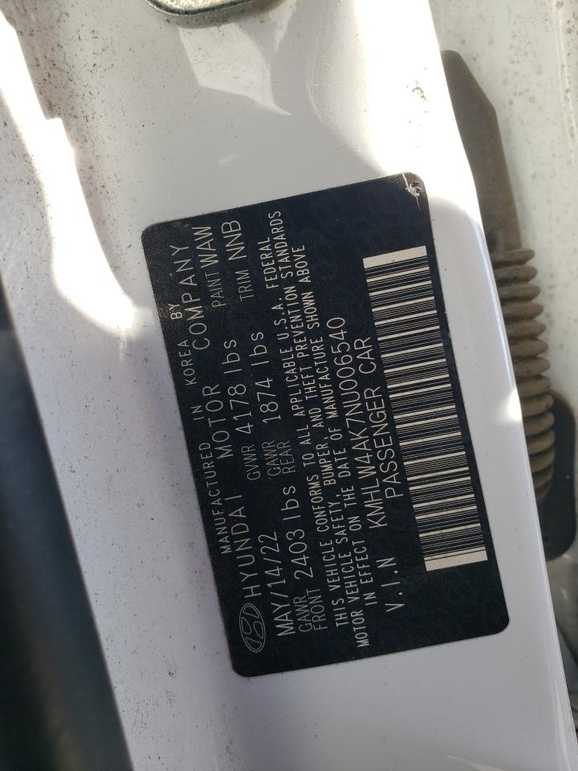 MANUFACTURED IN KOREA BY
HYUNDAI MOTOR COMPANY
MAY/14/22 GVWR 4178 lbs PAINT WAW
GAWR FRONT 2403 lbs GAWR REAR 1874 lbs TRIM NNB
THIS VEHICLE CONFORMS TO ALL APPLICABLE U.S.A. FEDERAL
MOTOR VEHICLE SAFETY, BUMPER, AND THEFT PREVENTION STANDARDS
IN EFFECT ON THE DATE OF MANUFACTURE SHOWN ABOVE
V.I.N KMHLW4AK7NU006540
PASSENGER CAR